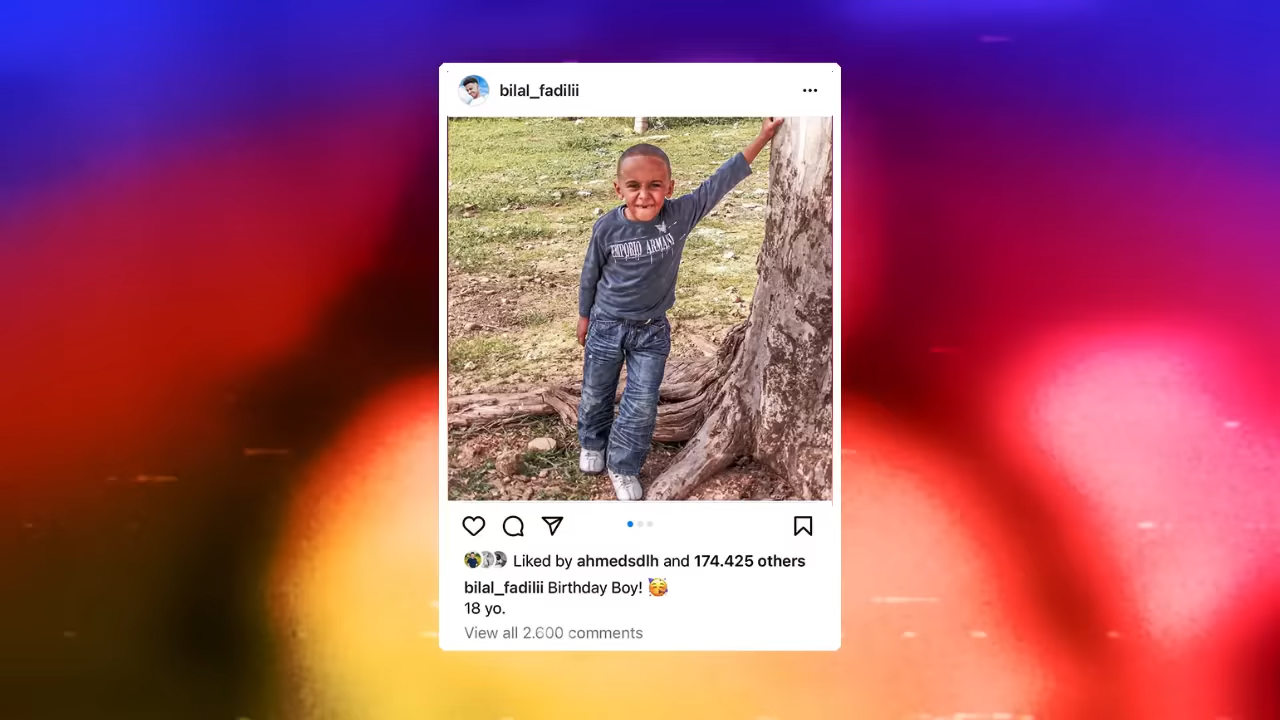 bilal_fadilii
EMPORIO ARMANI
Liked by ahmedsdlh and 174.425 others
bilal_fadilii Birthday Boy! 🥳
18 yo.
View all 2.600 comments